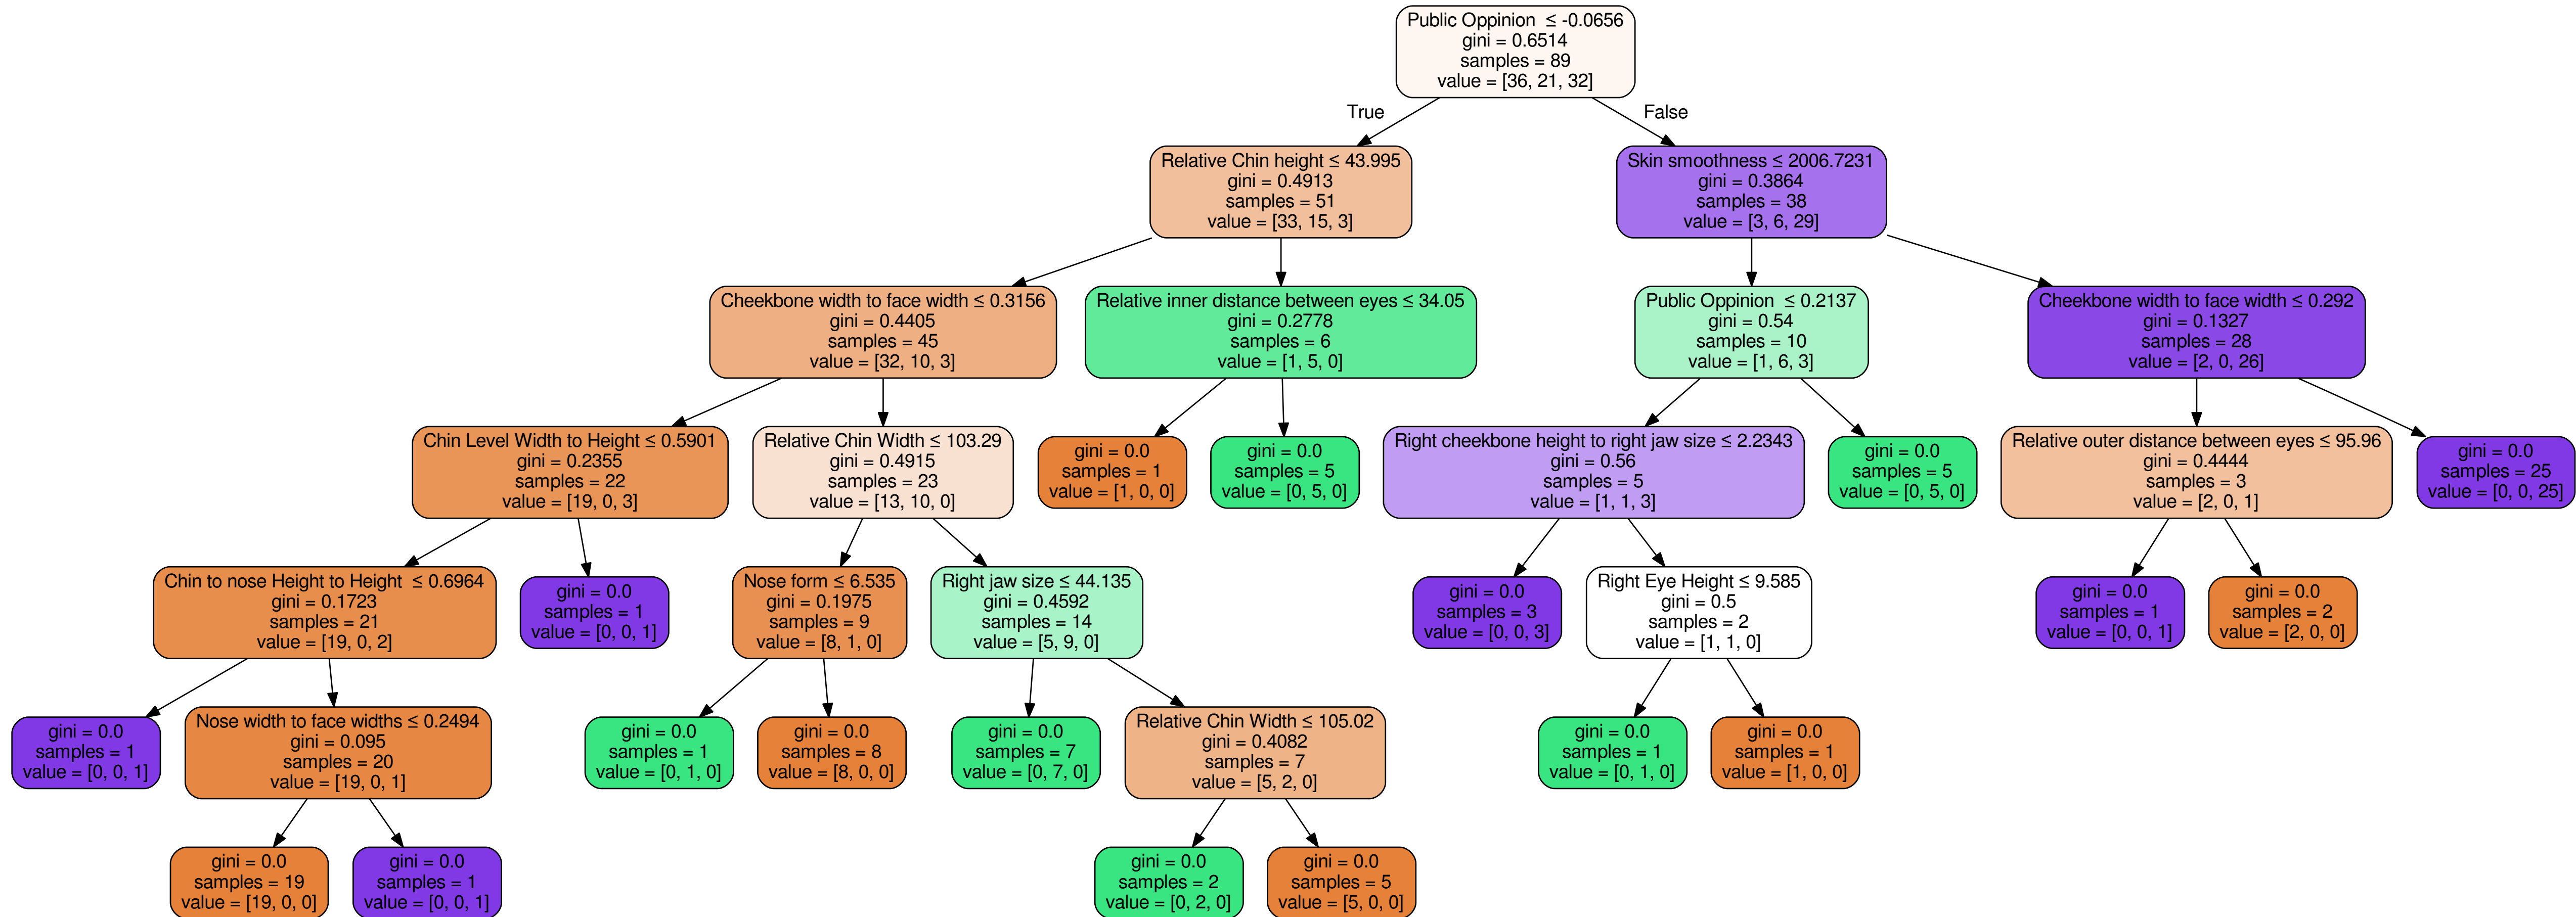 Public Oppinion  ≤ -0.0656
gini = 0.6514
samples = 89
value = [36, 21, 32]
True
False
Relative Chin height ≤ 43.995
gini = 0.4913
samples = 51
value = [33, 15, 3]
Skin smoothness ≤ 2006.7231
gini = 0.3864
samples = 38
value = [3, 6, 29]
Cheekbone width to face width ≤ 0.3156
gini = 0.4405
samples = 45
value = [32, 10, 3]
Relative inner distance between eyes ≤ 34.05
gini = 0.2778
samples = 6
value = [1, 5, 0]
Public Oppinion  ≤ 0.2137
gini = 0.54
samples = 10
value = [1, 6, 3]
Cheekbone width to face width ≤ 0.292
gini = 0.1327
samples = 28
value = [2, 0, 26]
Chin Level Width to Height ≤ 0.5901
gini = 0.2355
samples = 22
value = [19, 0, 3]
Relative Chin Width ≤ 103.29
gini = 0.4915
samples = 23
value = [13, 10, 0]
gini = 0.0
samples = 1
value = [1, 0, 0]
gini = 0.0
samples = 5
value = [0, 5, 0]
Right cheekbone height to right jaw size ≤ 2.2343
gini = 0.56
samples = 5
value = [1, 1, 3]
gini = 0.0
samples = 5
value = [0, 5, 0]
Relative outer distance between eyes ≤ 95.96
gini = 0.4444
samples = 3
value = [2, 0, 1]
gini = 0.0
samples = 25
value = [0, 0, 25]
Chin to nose Height to Height  ≤ 0.6964
gini = 0.1723
samples = 21
value = [19, 0, 2]
gini = 0.0
samples = 1
value = [0, 0, 1]
Nose form ≤ 6.535
gini = 0.1975
samples = 9
value = [8, 1, 0]
Right jaw size ≤ 44.135
gini = 0.4592
samples = 14
value = [5, 9, 0]
gini = 0.0
samples = 3
value = [0, 0, 3]
Right Eye Height ≤ 9.585
gini = 0.5
samples = 2
value = [1, 1, 0]
gini = 0.0
samples = 1
value = [0, 0, 1]
gini = 0.0
samples = 2
value = [2, 0, 0]
gini = 0.0
samples = 1
value = [0, 0, 1]
Nose width to face widths ≤ 0.2494
gini = 0.095
samples = 20
value = [19, 0, 1]
gini = 0.0
samples = 1
value = [0, 1, 0]
gini = 0.0
samples = 8
value = [8, 0, 0]
gini = 0.0
samples = 7
value = [0, 7, 0]
Relative Chin Width ≤ 105.02
gini = 0.4082
samples = 7
value = [5, 2, 0]
gini = 0.0
samples = 1
value = [0, 1, 0]
gini = 0.0
samples = 1
value = [1, 0, 0]
gini = 0.0
samples = 19
value = [19, 0, 0]
gini = 0.0
samples = 1
value = [0, 0, 1]
gini = 0.0
samples = 2
value = [0, 2, 0]
gini = 0.0
samples = 5
value = [5, 0, 0]